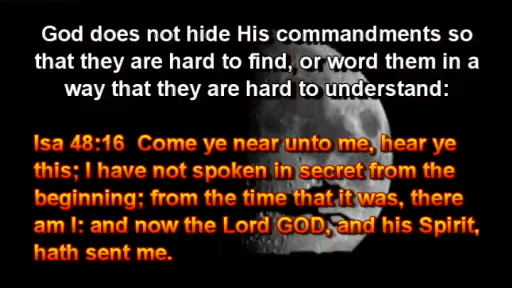 God does not hide His commandments so
that they are hard to find, or word them in a
way that they are hard to understand:
Isa 48:16 Come ye near unto me, hear ye
this; I have not spoken in secret from the
beginning; from the time that it was, there
am I: and now the Lord GOD, and his Spirit,
hath sent me.